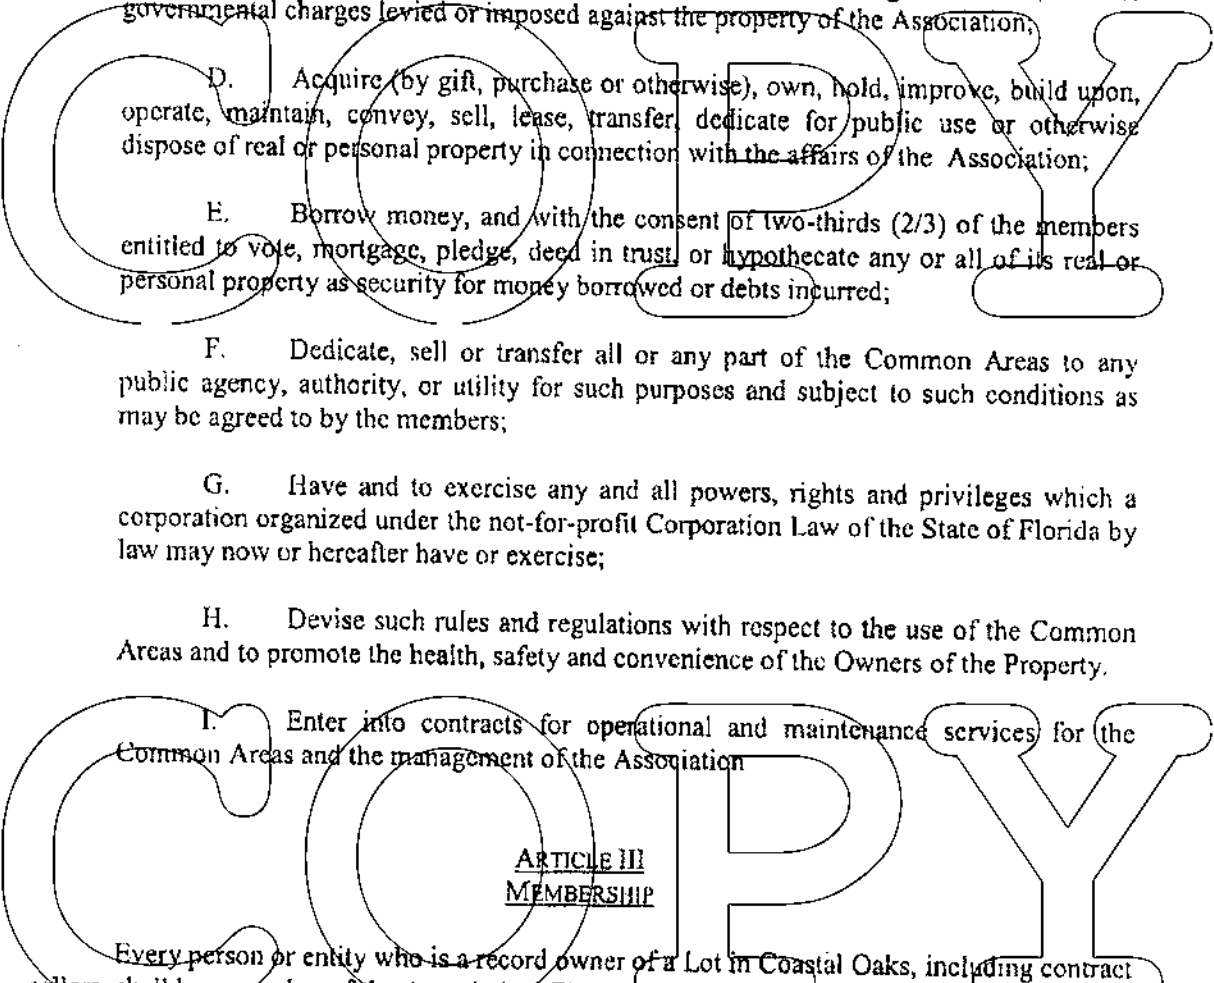 governmental charges levied or imposed against the property of the Association;
D. Acquire (by gift, purchase or otherwise), own, hold, improve, build upon,
operate, maintain, convey, sell, lease, transfer, dedicate for public use or otherwise
dispose of real or personal property in connection with the affairs of the Association;
E. Borrow money, and with the consent of two-thirds (2/3) of the members
entitled to vote, mortgage, pledge, deed in trust, or hypothecate any or all of its real or
personal property as security for money borrowed or debts incurred;
F. Dedicate, sell or transfer all or any part of the Common Areas to any
public agency, authority, or utility for such purposes and subject to such conditions as
may be agreed to by the members;
G. Have and to exercise any and all powers, rights and privileges which a
corporation organized under the not-for-profit Corporation Law of the State of Florida by
law may now or hereafter have or exercise;
H. Devise such rules and regulations with respect to the use of the Common
Areas and to promote the health, safety and convenience of the Owners of the Property.
I. Enter into contracts for operational and maintenance services for the
Common Areas and the management of the Association
ARTICLE III
MEMBERSHIP
Every person or entity who is a record owner of a Lot in Coastal Oaks, including contract
COPY
COPY